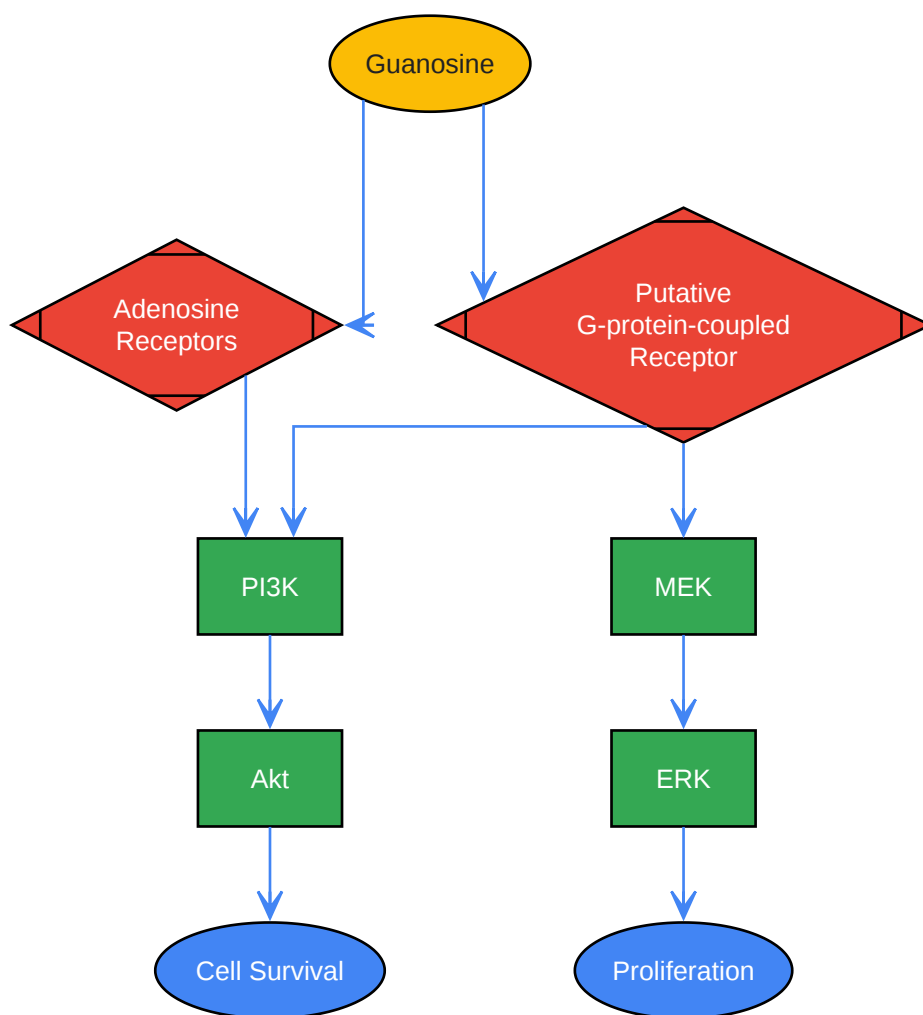 Guanosine
Adenosine
Receptors
Putative
G-protein-coupled
Receptor
PI3K
MEK
Akt
ERK
Cell Survival
Proliferation